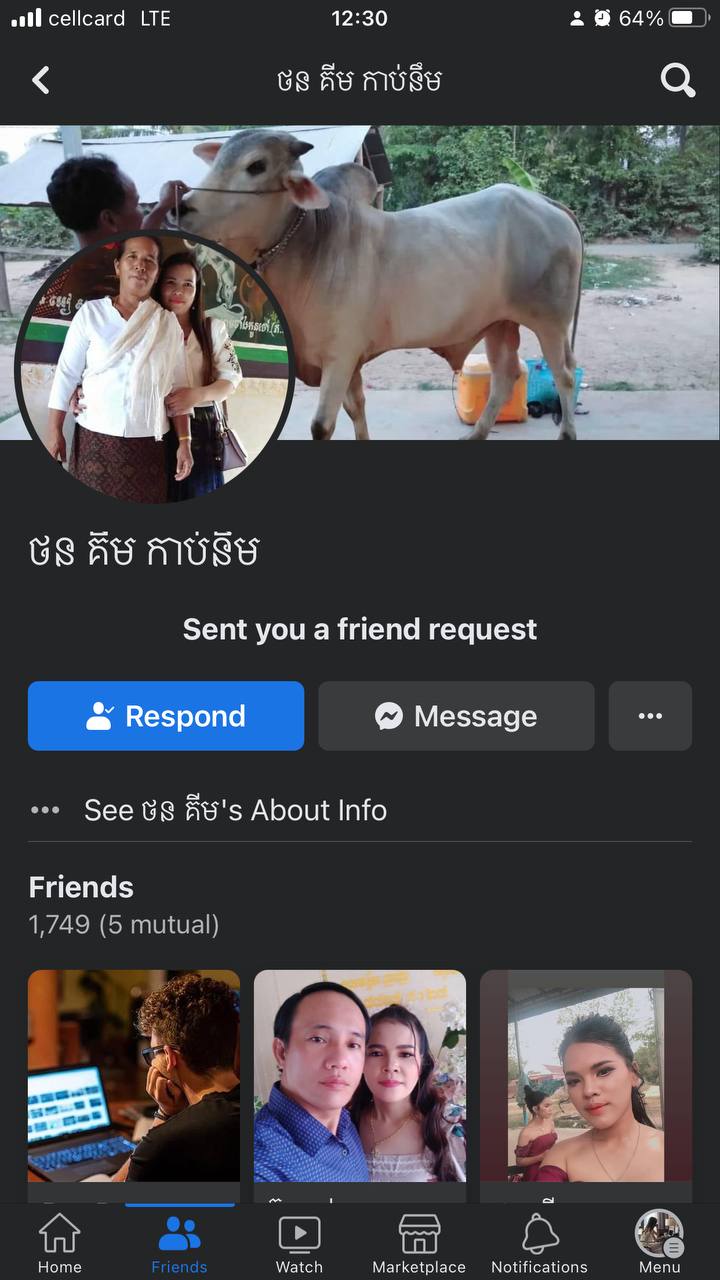 cellcard LTE
12:30
64%
ថន គីម កាប់នឹម
ថន គីម កាប់នឹម
Sent you a friend request
Respond
Message
See ថន គីម's About Info
Friends
1,749 (5 mutual)
Home
Friends
Watch
Marketplace
Notifications
Menu